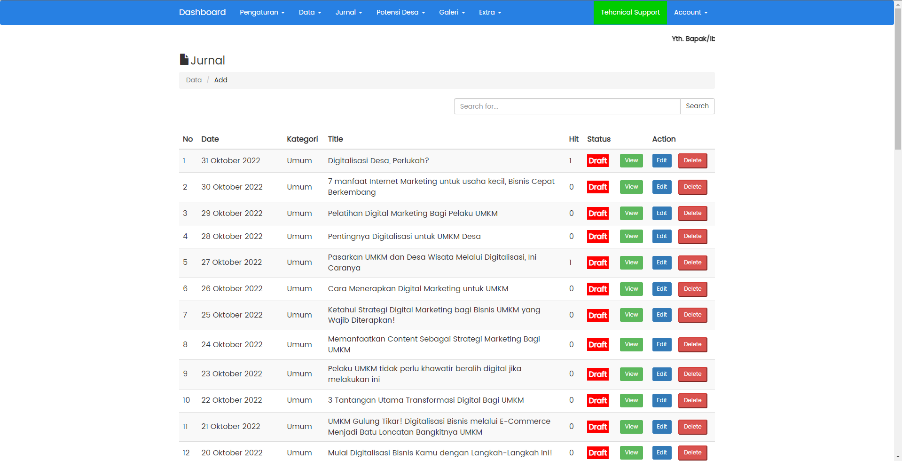 Dashboard Pengaturan Data Jurnal Potensi Desa Galeri Extra Tehcnical Support Account
Yth. Bapak/It
Jurnal
Data / Add
Search for... Search
No Date Kategori Title Hit Status Action
1 31 Oktober 2022 Umum Digitalisasi Desa, Perlukah? 1 Draft View Edit Delete
2 30 Oktober 2022 Umum 7 manfaat Internet Marketing untuk usaha kecil, Bisnis Cepat
Berkembang 0 Draft View Edit Delete
3 29 Oktober 2022 Umum Pelatihan Digital Marketing Bagi Pelaku UMKM 0 Draft View Edit Delete
4 28 Oktober 2022 Umum Pentingnya Digitalisasi untuk UMKM Desa 0 Draft View Edit Delete
5 27 Oktober 2022 Umum Pasarkan UMKM dan Desa Wisata Melalui Digitalisasi, Ini
Caranya 1 Draft View Edit Delete
6 26 Oktober 2022 Umum Cara Menerapkan Digital Marketing untuk UMKM 0 Draft View Edit Delete
7 25 Oktober 2022 Umum Ketahui Strategi Digital Marketing bagi Bisnis UMKM yang
Wajib Diterapkan! 0 Draft View Edit Delete
8 24 Oktober 2022 Umum Memanfaatkan Content Sebagai Strategi Marketing Bagi
UMKM 0 Draft View Edit Delete
9 23 Oktober 2022 Umum Pelaku UMKM tidak perlu khawatir beralih digital jika
melakukan ini 0 Draft View Edit Delete
10 22 Oktober 2022 Umum 3 Tantangan Utama Transformasi Digital Bagi UMKM 0 Draft View Edit Delete
11 21 Oktober 2022 Umum UMKM Gulung Tikar! Digitalisasi Bisnis melalui E-Commerce
Menjadi Batu Loncatan Bangkitnya UMKM 0 Draft View Edit Delete
12 20 Oktober 2022 Umum Mulai Digitalisasi Bisnis Kamu dengan Langkah-Langkah Ini! 0 Draft View Edit Delete